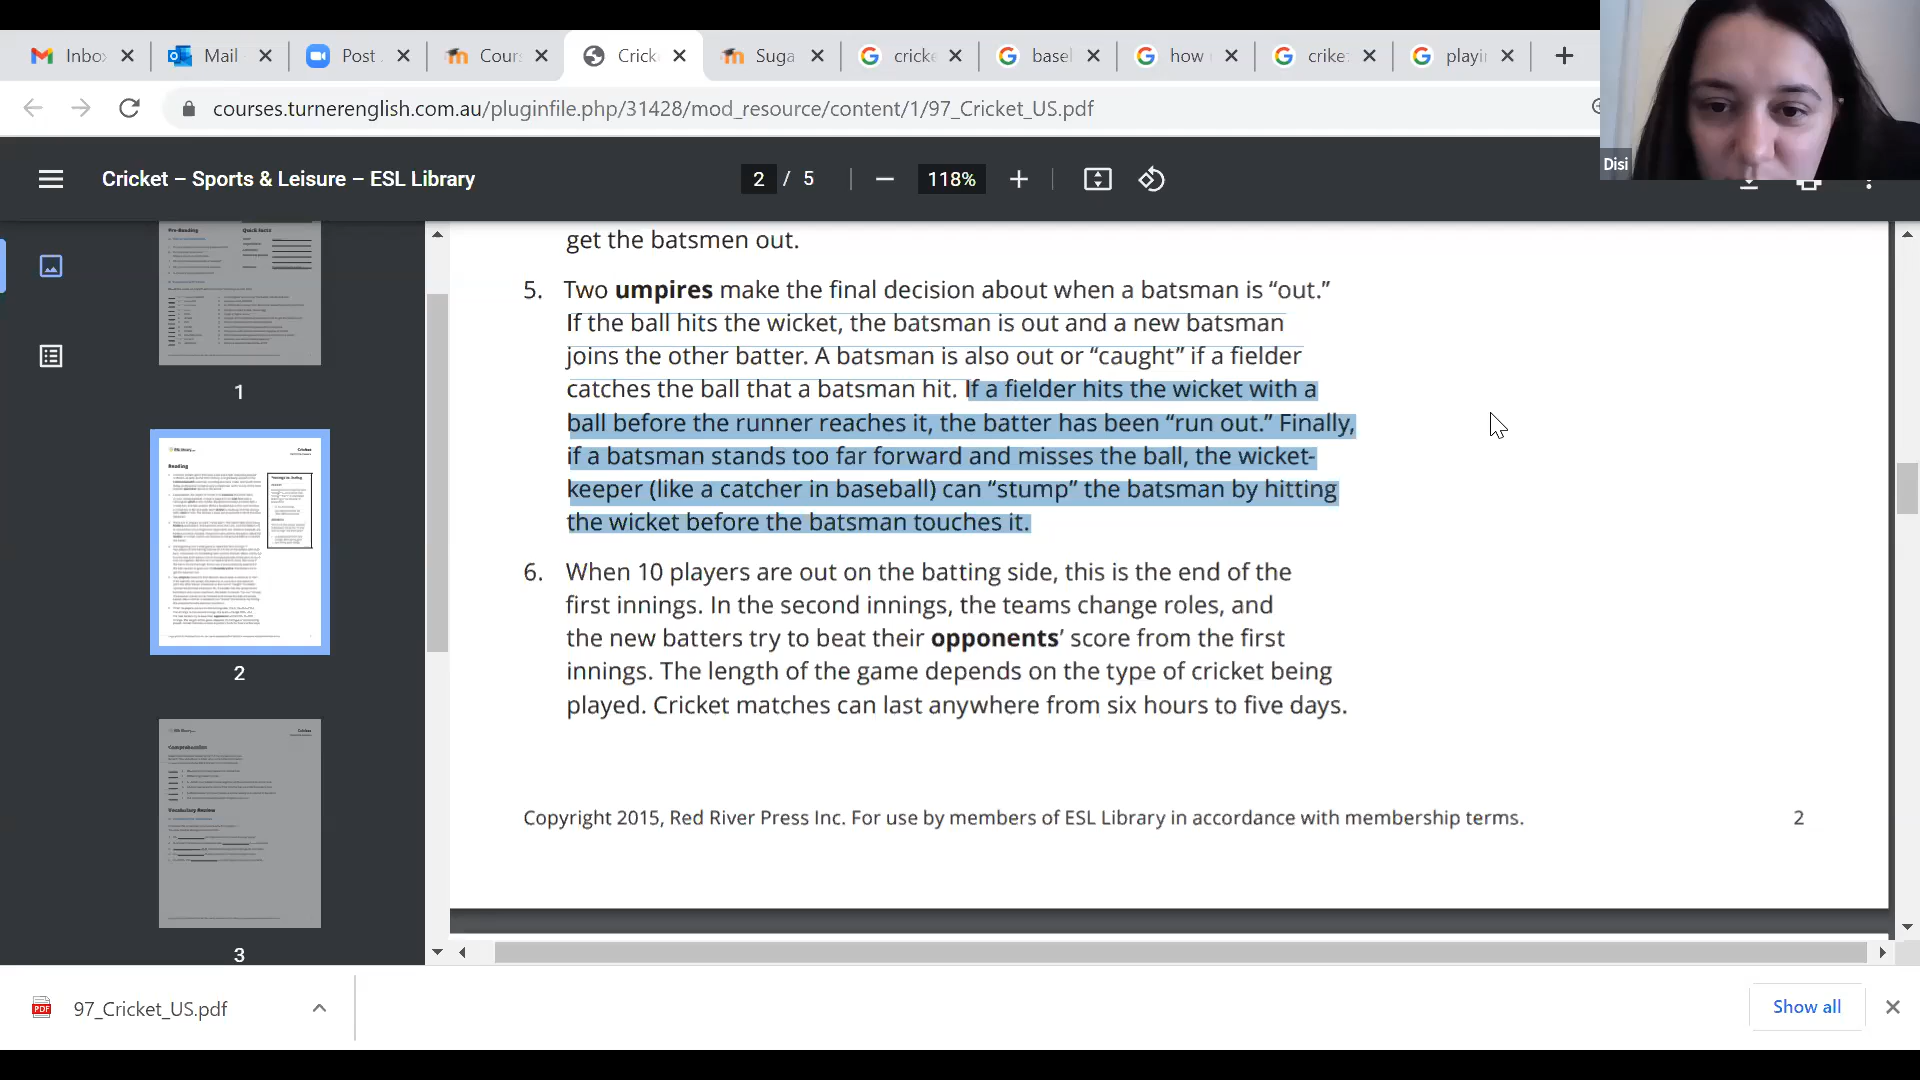 Inbo
Mail
Post
Cour
Crick
Suga
cricke
basel
how
crike
playi
courses.turnerenglish.com.au/pluginfile.php/31428/mod_resource/content/1/97_Cricket_US.pdf
Disi
Cricket – Sports & Leisure – ESL Library
2 / 5
118%
Pre-Reading
Quick Facts
1
Reading
2
Comprehension
Vocabulary Review
3
get the batsmen out.
5. Two umpires make the final decision about when a batsman is “out.”
If the ball hits the wicket, the batsman is out and a new batsman
joins the other batter. A batsman is also out or “caught” if a fielder
catches the ball that a batsman hit. If a fielder hits the wicket with a
ball before the runner reaches it, the batter has been “run out.” Finally,
if a batsman stands too far forward and misses the ball, the wicket-
keeper (like a catcher in baseball) can “stump” the batsman by hitting
the wicket before the batsman touches it.
6. When 10 players are out on the batting side, this is the end of the
first innings. In the second innings, the teams change roles, and
the new batters try to beat their opponents’ score from the first
innings. The length of the game depends on the type of cricket being
played. Cricket matches can last anywhere from six hours to five days.
Copyright 2015, Red River Press Inc. For use by members of ESL Library in accordance with membership terms.
2
97_Cricket_US.pdf
Show all